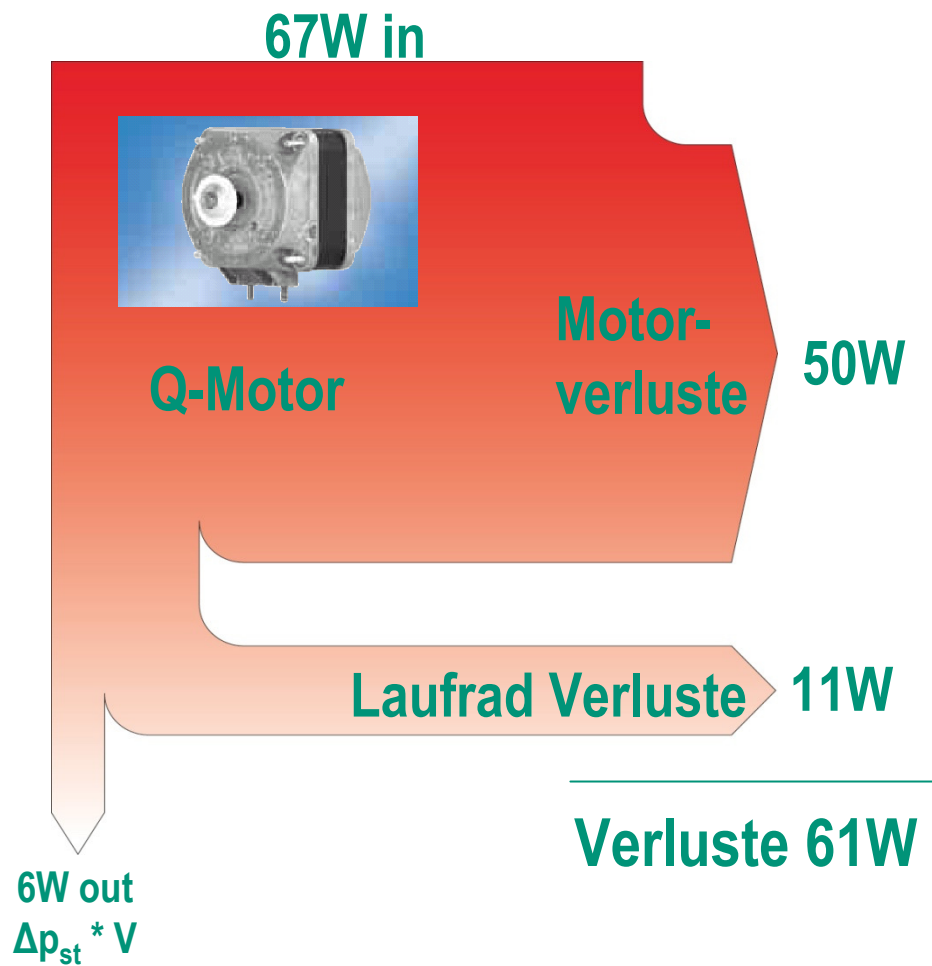 67W in
Motor-
verluste
50W
Q-Motor
Laufrad Verluste
11W
Verluste 61W
6W out
Δpst * V